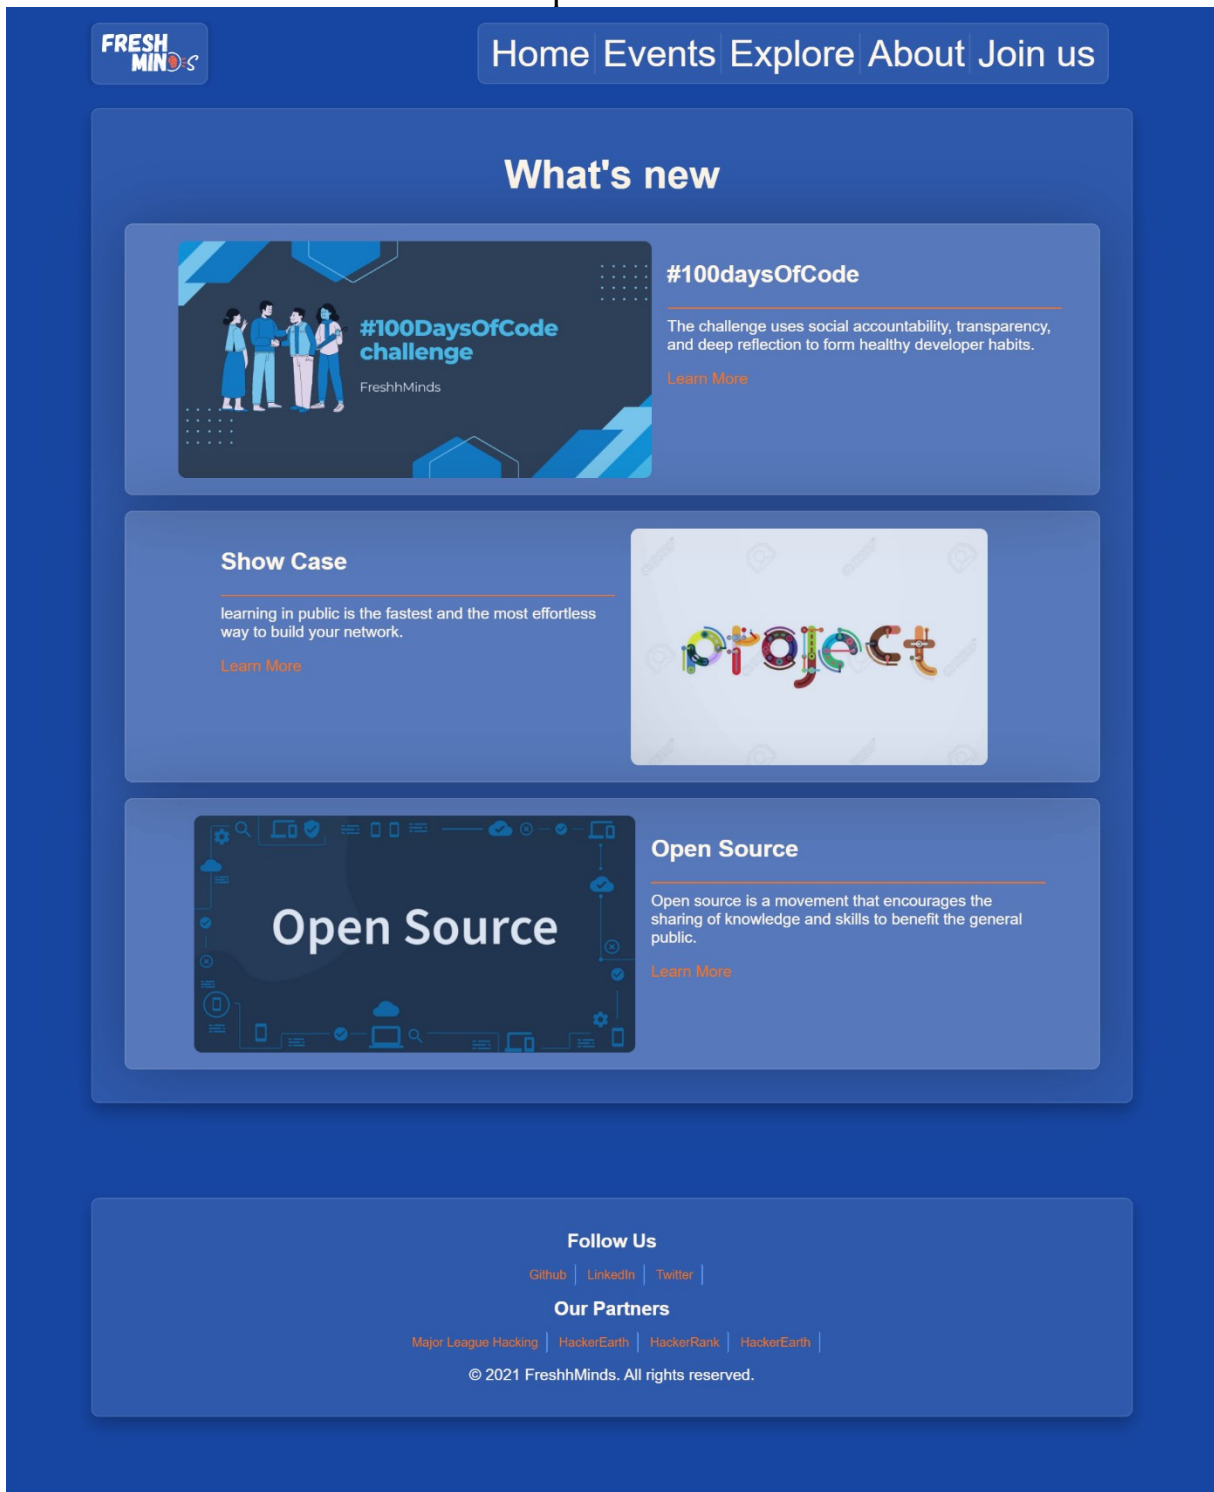 FRESH
MINDS
Home Events Explore About Join us
What's new
#100DaysOfCode
challenge
FreshhMinds
#100daysOfCode
The challenge uses social accountability, transparency,
and deep reflection to form healthy developer habits.
Learn More
Show Case
learning in public is the fastest and the most effortless
way to build your network.
Learn More
project
Open Source
Open Source
Open source is a movement that encourages the
sharing of knowledge and skills to benefit the general
public.
Learn More
Follow Us
Github LinkedIn Twitter
Our Partners
Major League Hacking HackerEarth HackerRank HackerEarth
© 2021 FreshhMinds. All rights reserved.